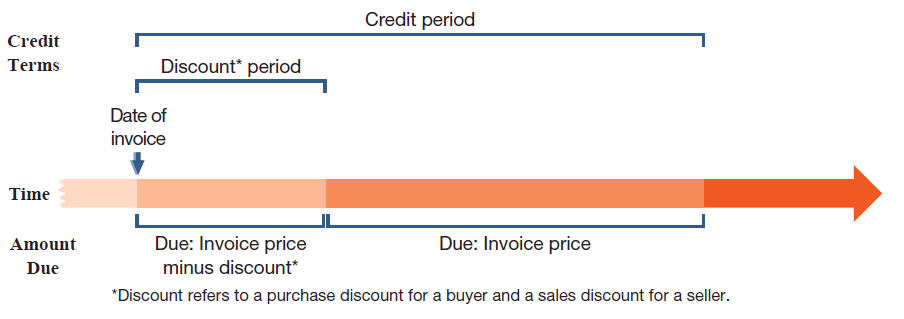 Credit period
Credit
Terms
Discount* period
Date of
invoice
Time
Amount
Due
Due: Invoice price
minus discount*
Due: Invoice price
*Discount refers to a purchase discount for a buyer and a sales discount for a seller.